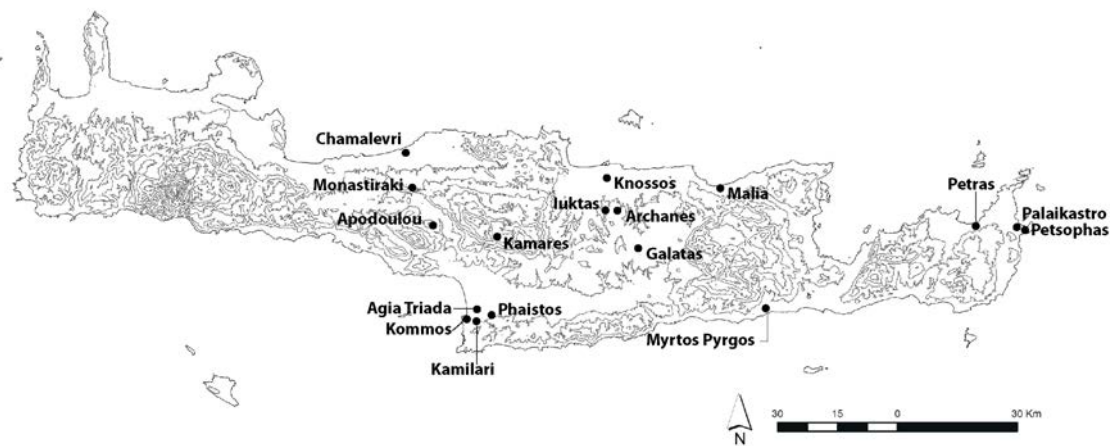 Chamalevri
Monastiraki
Apodoulou
Kamares
Knossos
Iuktas
Archanes
Galatas
Malia
Petras
Palaikastro
Petsophas
Agia Triada
Phaistos
Kommos
Kamilari
Myrtos Pyrgos
N
30 15 0 30 Km